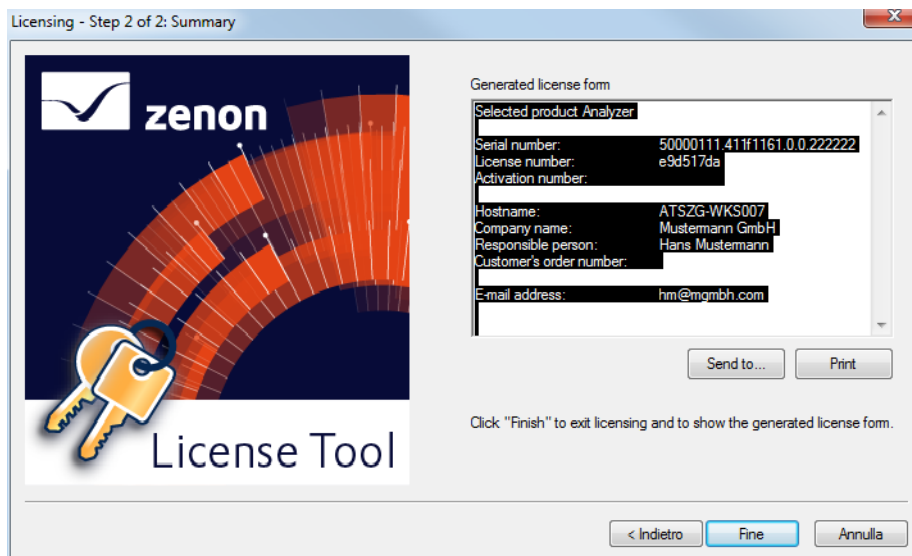 Licensing - Step 2 of 2: Summary
zenon
License Tool
Generated license form
Selected product Analyzer
Serial number: 50000111.411f1161.0.0.222222
License number: e9d517da
Activation number:
Hostname: ATSZG-WKS007
Company name: Mustermann GmbH
Responsible person: Hans Mustermann
Customer's order number:
E-mail address: hm@mgmbh.com
Send to...
Print
Click "Finish" to exit licensing and to show the generated license form.
< Indietro
Fine
Annulla